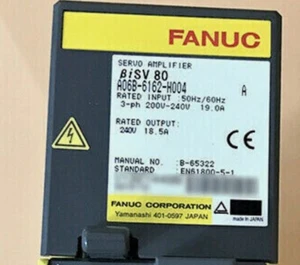 FANUC
SERVO AMPLIFIER
βiSV 80
A06B-6162-H004 A
RATED INPUT :50Hz/60Hz
3-ph 200V-240V 19.0A
RATED OUTPUT:
240V 18.5A
CE
MANUAL NO. :B-65322
STANDARD :EN61800-5-1
FANUC CORPORATION
Yamanashi 401-0597 JAPAN
MADE IN JAPAN